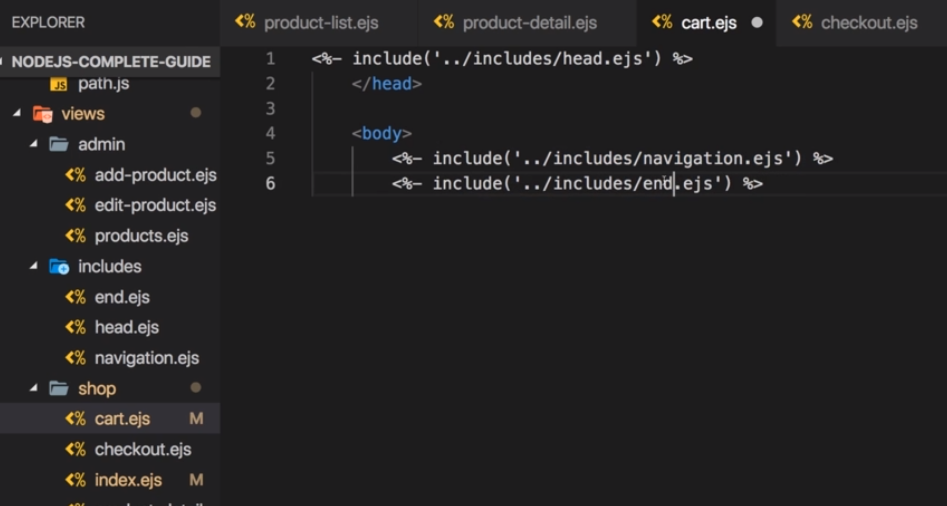 EXPLORER
NODEJS-COMPLETE-GUIDE
JS path.js
views
admin
<% add-product.ejs
<% edit-product.ejs
<% products.ejs
includes
<% end.ejs
<% head.ejs
<% navigation.ejs
shop
<% cart.ejs M
<% checkout.ejs
<% index.ejs M
<% product-list.ejs <% product-detail.ejs <% cart.ejs <% checkout.ejs
1 <%- include('../includes/head.ejs') %>
2 </head>
3
4 <body>
5 <%- include('../includes/navigation.ejs') %>
6 <%- include('../includes/end.ejs') %>